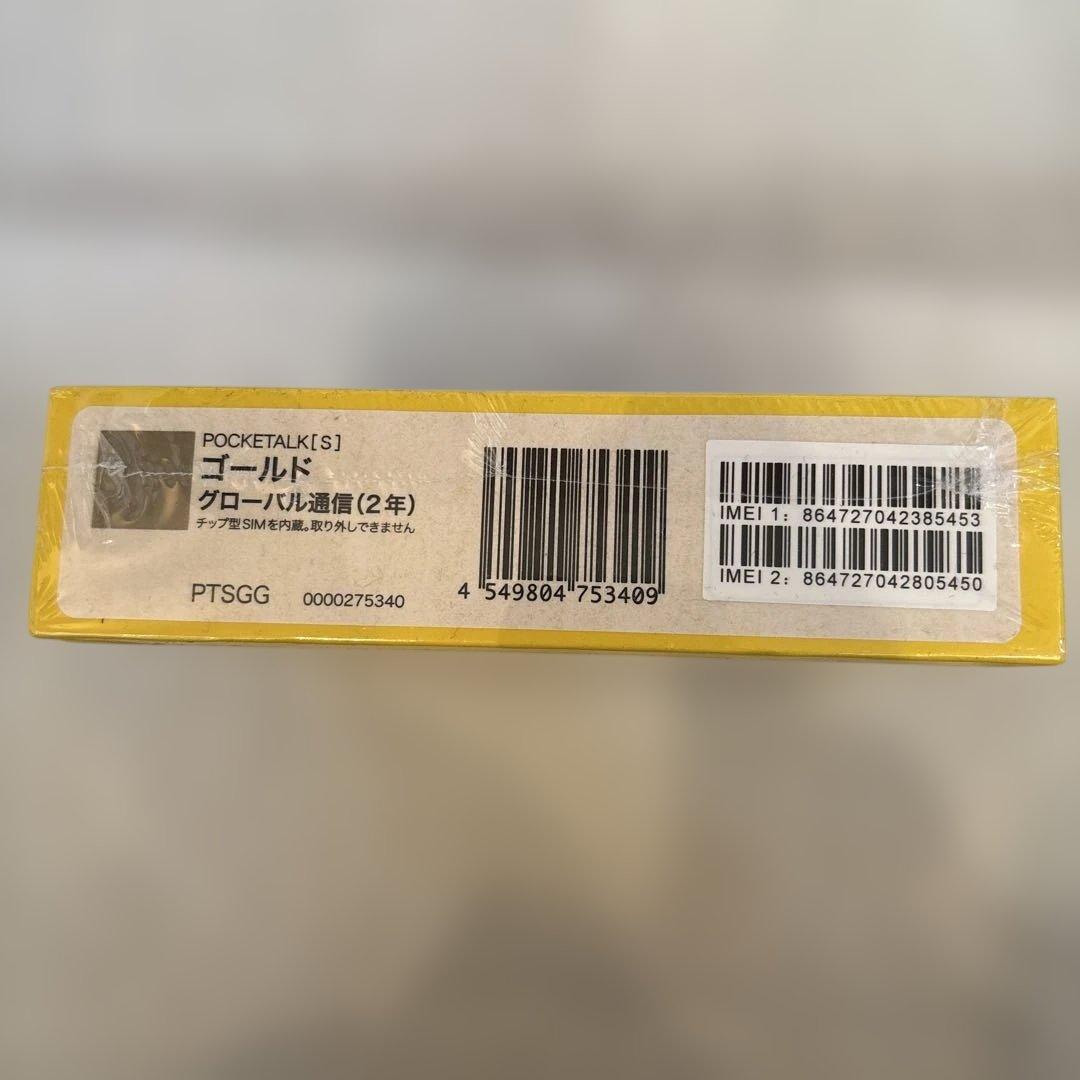 POCKETALK[S]
ゴールド
グローバル通信(2年)
チップ型SIMを内蔵。取り外しできません
PTSGG 0000275340
4 549804 753409
IMEI 1: 864727042385453
IMEI 2: 864727042805450